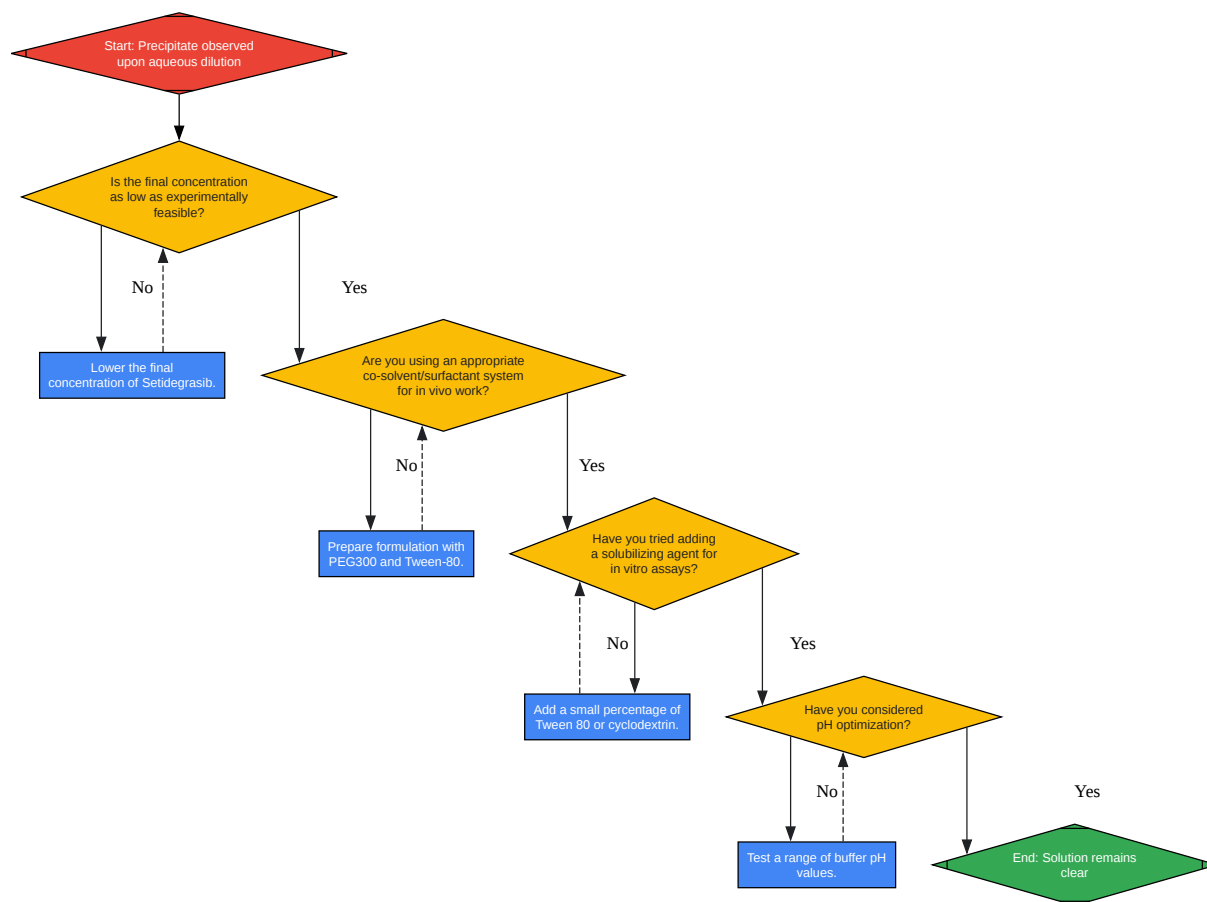 Start: Precipitate observed
upon aqueous dilution
Is the final concentration
as low as experimentally
feasible?
No
Yes
Lower the final
concentration of Setidegrasib.
Are you using an appropriate
co-solvent/surfactant system
for in vivo work?
No
Yes
Prepare formulation with
PEG300 and Tween-80.
Have you tried adding
a solubilizing agent for
in vitro assays?
No
Yes
Add a small percentage of
Tween 80 or cyclodextrin.
Have you considered
pH optimization?
No
Yes
Test a range of buffer pH
values.
End: Solution remains
clear